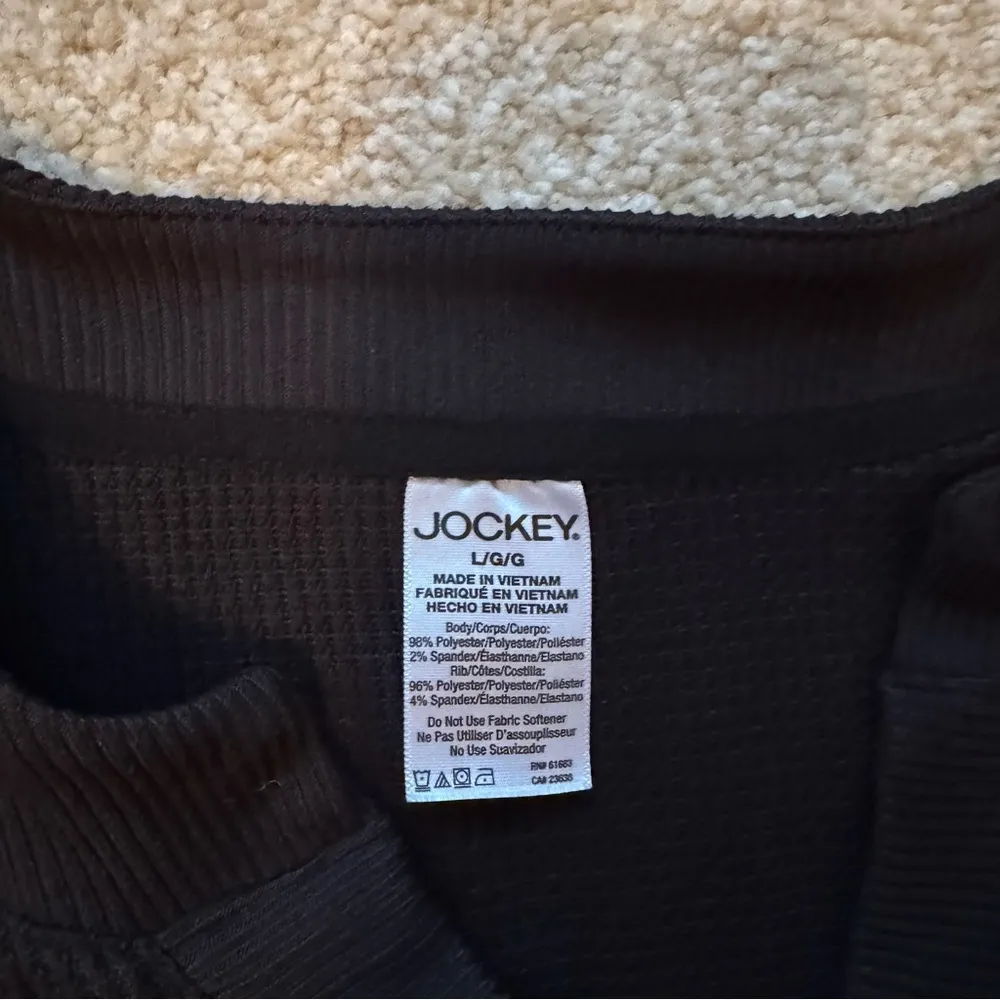 JOCKEY®
L/G/G
MADE IN VIETNAM
FABRIQUÉ EN VIETNAM
HECHO EN VIETNAM
Body/Corps/Cuerpo:
98% Polyester/Polyester/Poliéster
2% Spandex/Élasthanne/Elastano
Rib/Côtes/Costilla:
96% Polyester/Polyester/Poliéster
4% Spandex/Élasthanne/Elastano
Do Not Use Fabric Softener
Ne Pas Utiliser D'assouplisseur
No Use Suavizador
RN# 61683
CA# 23636